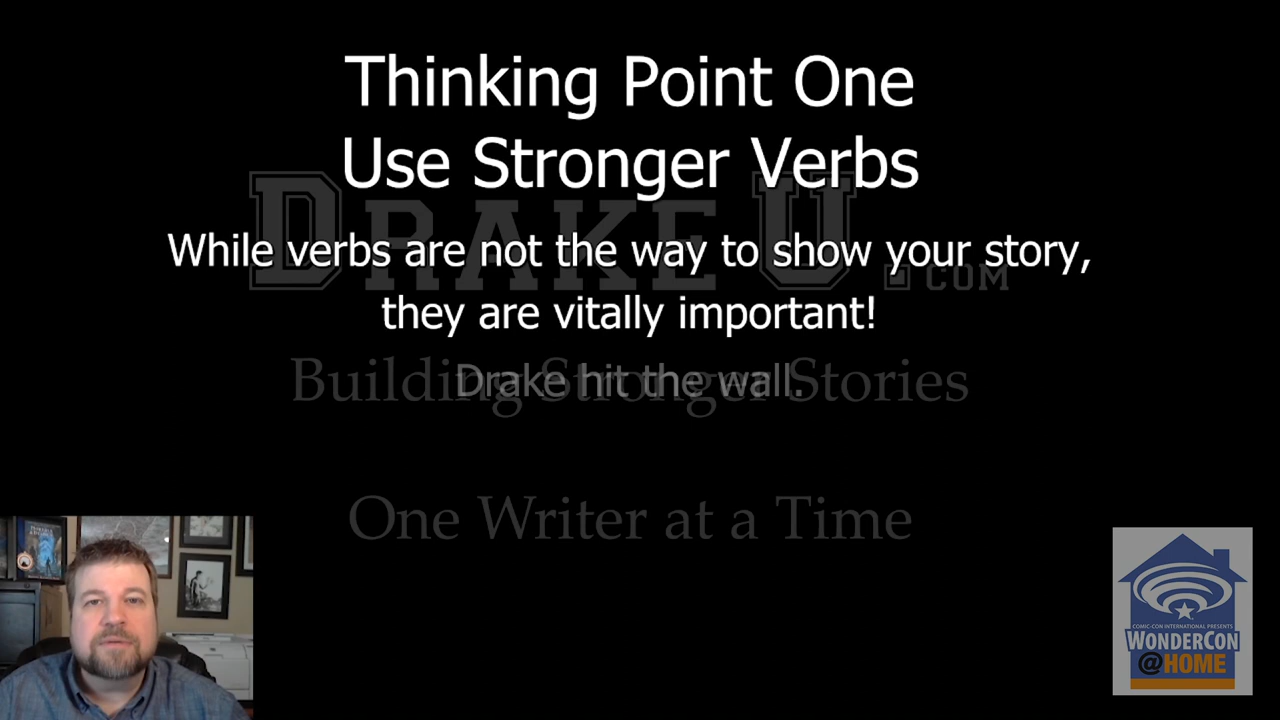 Thinking Point One
Use Stronger Verbs
DRAKE U .COM
While verbs are not the way to show your story,
they are vitally important!
Building Stronger Stories
Drake hit the wall.
One Writer at a Time
COMIC-CON INTERNATIONAL PRESENTS
WONDERCON
@HOME